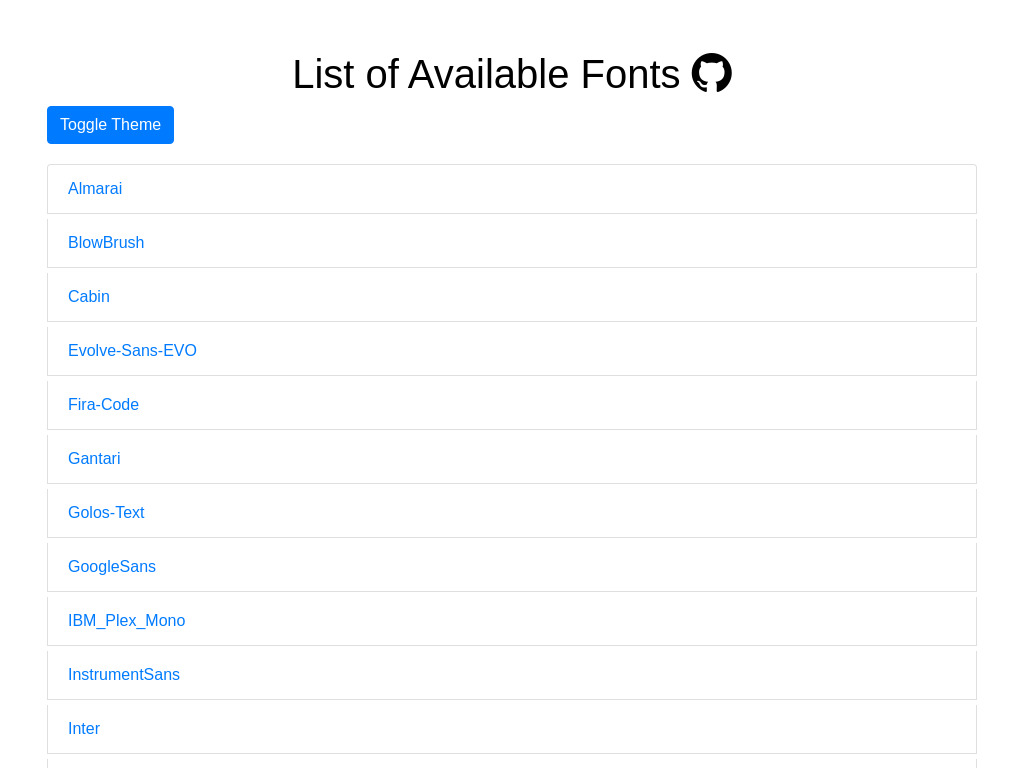 List of Available Fonts
Toggle Theme
Almarai
BlowBrush
Cabin
Evolve-Sans-EVO
Fira-Code
Gantari
Golos-Text
GoogleSans
IBM_Plex_Mono
InstrumentSans
Inter